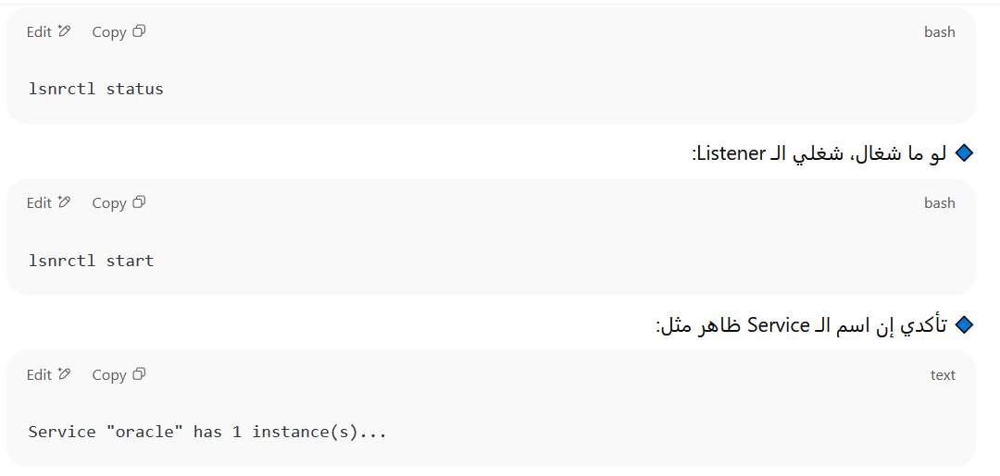 Edit Copy bash
lsnrctl status
لو ما شغال، شغلي الـ Listener:
Edit Copy bash
lsnrctl start
تأكدي إن اسم الـ Service ظاهر مثل:
Edit Copy text
Service "oracle" has 1 instance(s)...